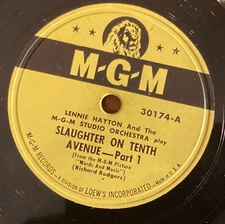 M-G-M
LENNIE HAYTON And The
M-G-M STUDIO ORCHESTRA play
30174-A
SLAUGHTER ON TENTH
AVENUE—Part 1
(From the M-G-M Picture
"Words And Music")
(Richard Rodgers)
M-G-M RECORDS—A DIVISION OF LOEW'S INCORPORATED—MADE IN U.S.A.